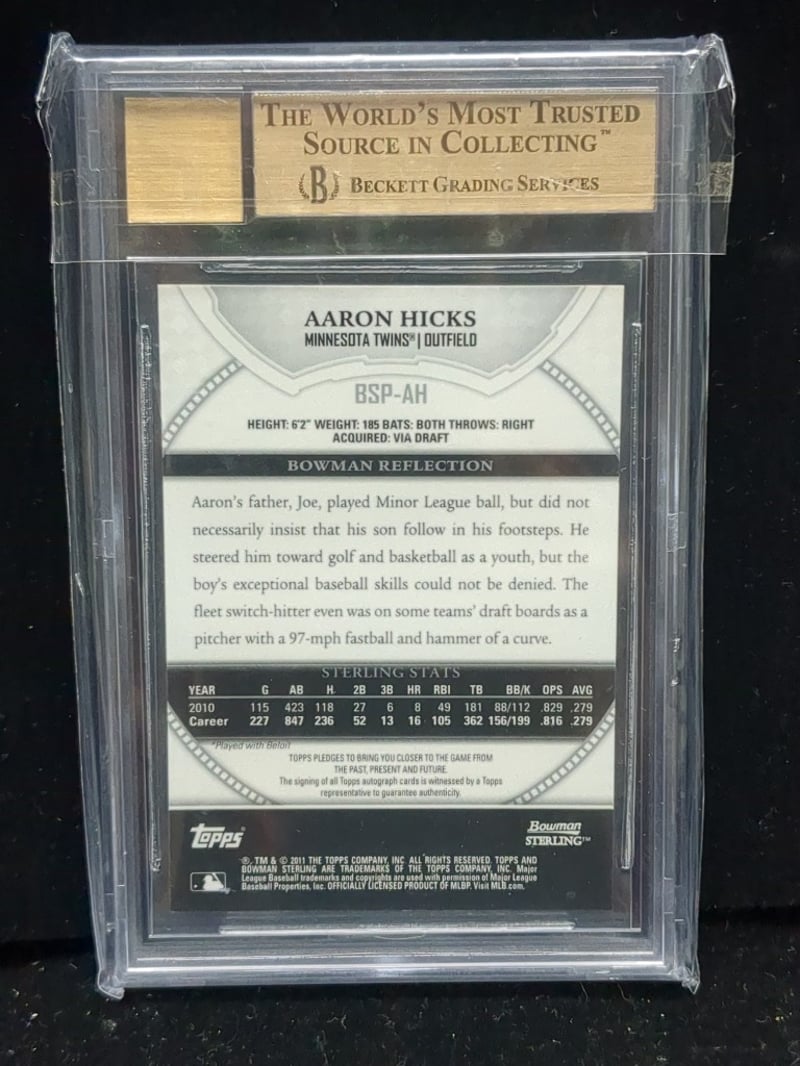 THE WORLD'S MOST TRUSTED
SOURCE IN COLLECTING™
B BECKETT GRADING SERVICES
AARON HICKS
MINNESOTA TWINS® | OUTFIELD
BSP-AH
HEIGHT: 6'2" WEIGHT: 185 BATS: BOTH THROWS: RIGHT
ACQUIRED: VIA DRAFT
BOWMAN REFLECTION
Aaron's father, Joe, played Minor League ball, but did not
necessarily insist that his son follow in his footsteps. He
steered him toward golf and basketball as a youth, but the
boy's exceptional baseball skills could not be denied. The
fleet switch-hitter even was on some teams' draft boards as a
pitcher with a 97-mph fastball and hammer of a curve.
STERLING STATS
YEAR G AB H 2B 3B HR RBI TB BB/K OPS AVG
2010 115 423 118 27 6 8 49 181 88/112 .829 .279
Career 227 847 236 52 13 16 105 362 156/199 .816 .279
*Played with Beloit
TOPPS PLEDGES TO BRING YOU CLOSER TO THE GAME FROM
THE PAST, PRESENT AND FUTURE.
The signing of all Topps autograph cards is witnessed by a Topps
representative to guarantee authenticity.
Topps®
Bowman
STERLING™
®, TM & © 2011 THE TOPPS COMPANY, INC. ALL RIGHTS RESERVED. TOPPS AND
BOWMAN STERLING ARE TRADEMARKS OF THE TOPPS COMPANY, INC. Major
League Baseball trademarks and copyrights are used with permission of Major League
Baseball Properties, Inc. OFFICIALLY LICENSED PRODUCT OF MLBP. Visit MLB.com.